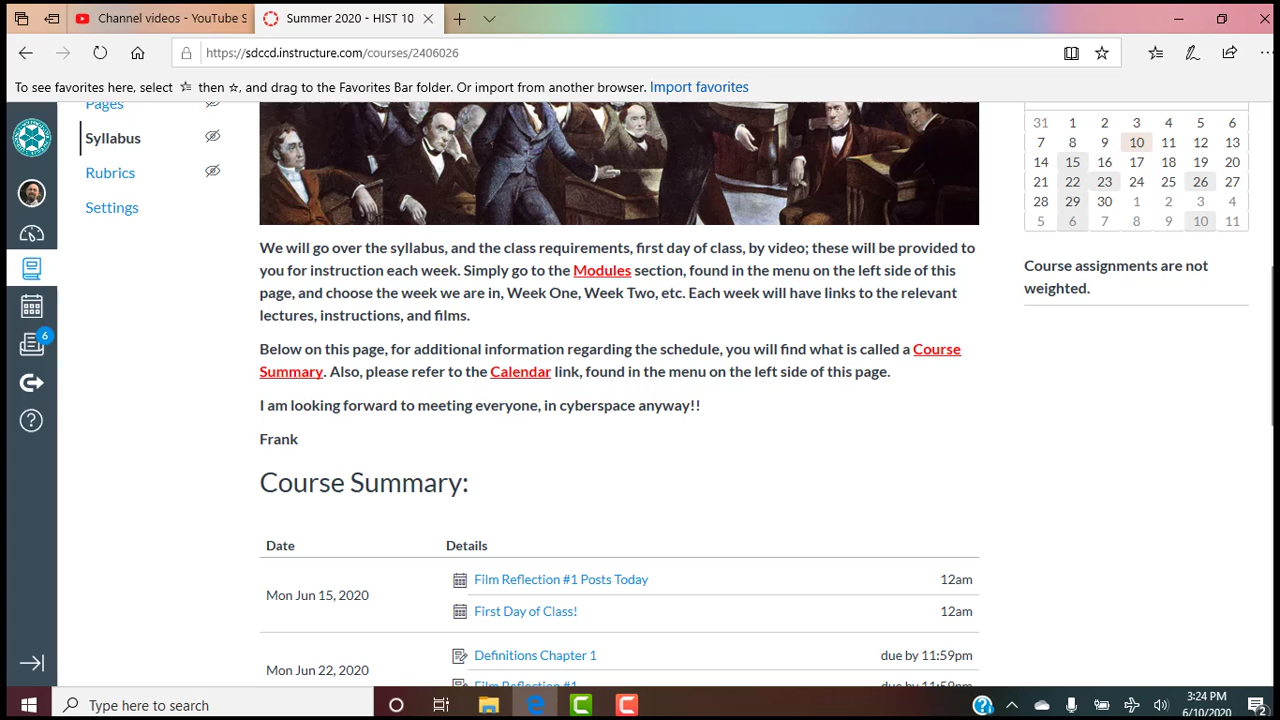 Channel videos - YouTube S
Summer 2020 - HIST 10
https://sdccd.instructure.com/courses/2406026
To see favorites here, select then ☆, and drag to the Favorites Bar folder. Or import from another browser. Import favorites
Pages
Syllabus
Rubrics
Settings
6
We will go over the syllabus, and the class requirements, first day of class, by video; these will be provided to
you for instruction each week. Simply go to the Modules section, found in the menu on the left side of this
page, and choose the week we are in, Week One, Week Two, etc. Each week will have links to the relevant
lectures, instructions, and films.
Below on this page, for additional information regarding the schedule, you will find what is called a Course
Summary. Also, please refer to the Calendar link, found in the menu on the left side of this page.
I am looking forward to meeting everyone, in cyberspace anyway!!
Frank
Course Summary:
Date Details
Mon Jun 15, 2020
Film Reflection #1 Posts Today 12am
First Day of Class! 12am
Mon Jun 22, 2020
Definitions Chapter 1 due by 11:59pm
Film Reflection #1 due by 11:59pm
31 1 2 3 4 5 6
7 8 9 10 11 12 13
14 15 16 17 18 19 20
21 22 23 24 25 26 27
28 29 30 1 2 3 4
5 6 7 8 9 10 11
Course assignments are not
weighted.
Type here to search
3:24 PM
6/10/2020
2